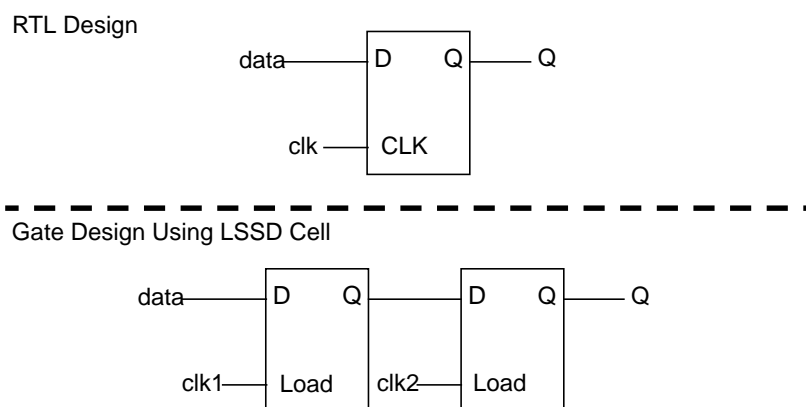 RTL Design
data D Q Q
clk CLK
Gate Design Using LSSD Cell
data D Q D Q Q
clk1 Load clk2 Load